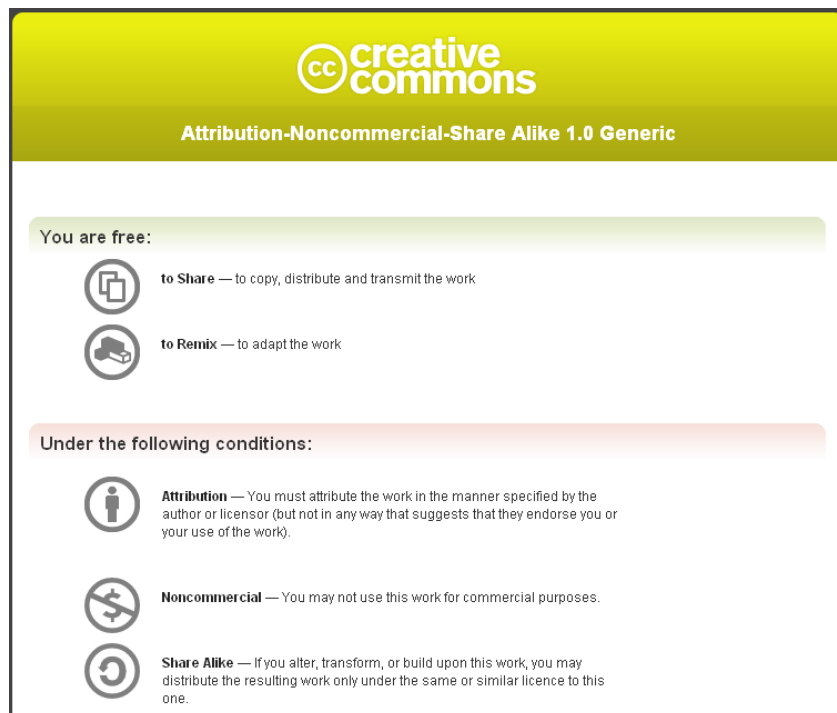 cc creative
commons
Attribution-Noncommercial-Share Alike 1.0 Generic
You are free:
to Share — to copy, distribute and transmit the work
to Remix — to adapt the work
Under the following conditions:
Attribution — You must attribute the work in the manner specified by the
author or licensor (but not in any way that suggests that they endorse you or
your use of the work).
Noncommercial — You may not use this work for commercial purposes.
Share Alike — If you alter, transform, or build upon this work, you may
distribute the resulting work only under the same or similar licence to this
one.